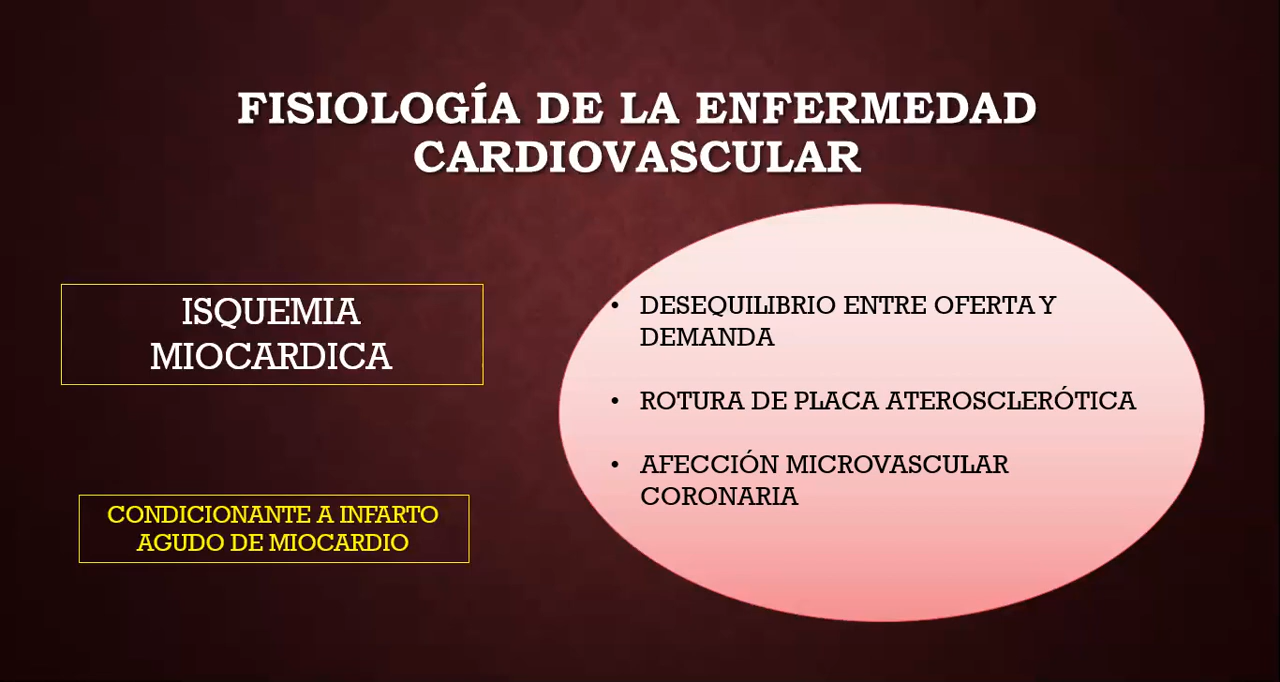 FISIOLOGÍA DE LA ENFERMEDAD
CARDIOVASCULAR
ISQUEMIA
MIOCARDICA
CONDICIONANTE A INFARTO
AGUDO DE MIOCARDIO
• DESEQUILIBRIO ENTRE OFERTA Y
DEMANDA
• ROTURA DE PLACA ATEROSCLERÓTICA
• AFECCIÓN MICROVASCULAR
CORONARIA